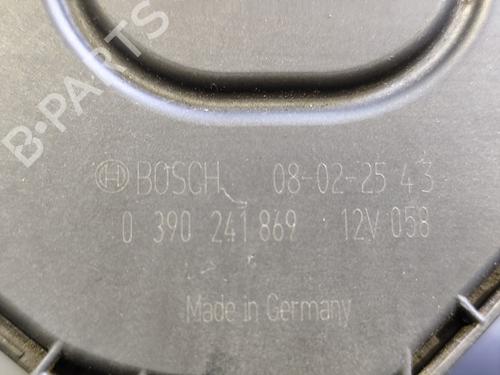 B-PARTS
BOSCH 08-02-25 43
0 390 241 869 12V 058
Made in Germany